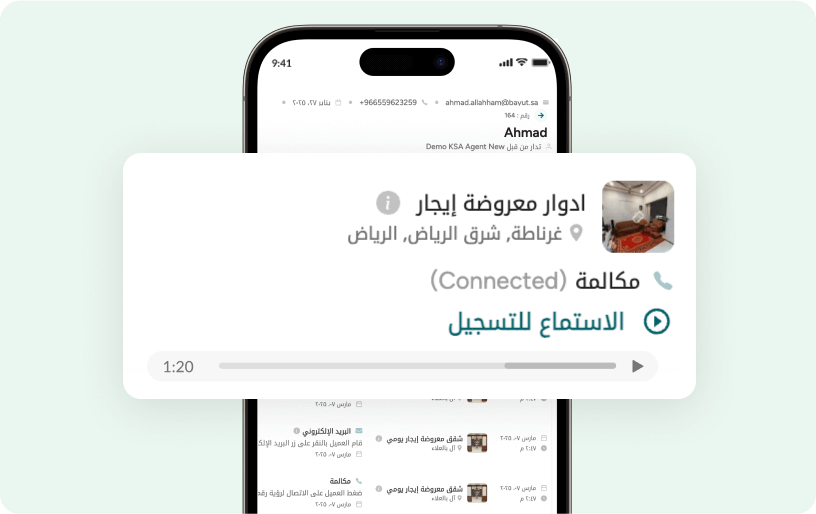 9:41
ahmad.allahham@bayut.sa • +966559623259 • يناير ٢٧، ٢٠٢٥
رقم : 164
Ahmad
تدار من قبل Demo KSA Agent New
ادوار معروضة إيجار
غرناطة, شرق الرياض, الرياض
مكالمة (Connected)
الاستماع للتسجيل
1:20
مارس ٠٧، ٢٠٢٥
٢:٤٧ م
مارس ٠٧، ٢٠٢٥ شقق معروضة إيجار يومي البريد الإلكتروني
٢:٤٧ م آل بالعلاء قام العميل بالنقر على زر البريد
مارس ٠٧، ٢٠٢٥
مكالمة
مارس ٠٧، ٢٠٢٥ شقق معروضة إيجار يومي ضغط العميل على الاتصال لرؤية
٢:٤٧ م آل بالعلاء مارس ٠٧، ٢٠٢٥